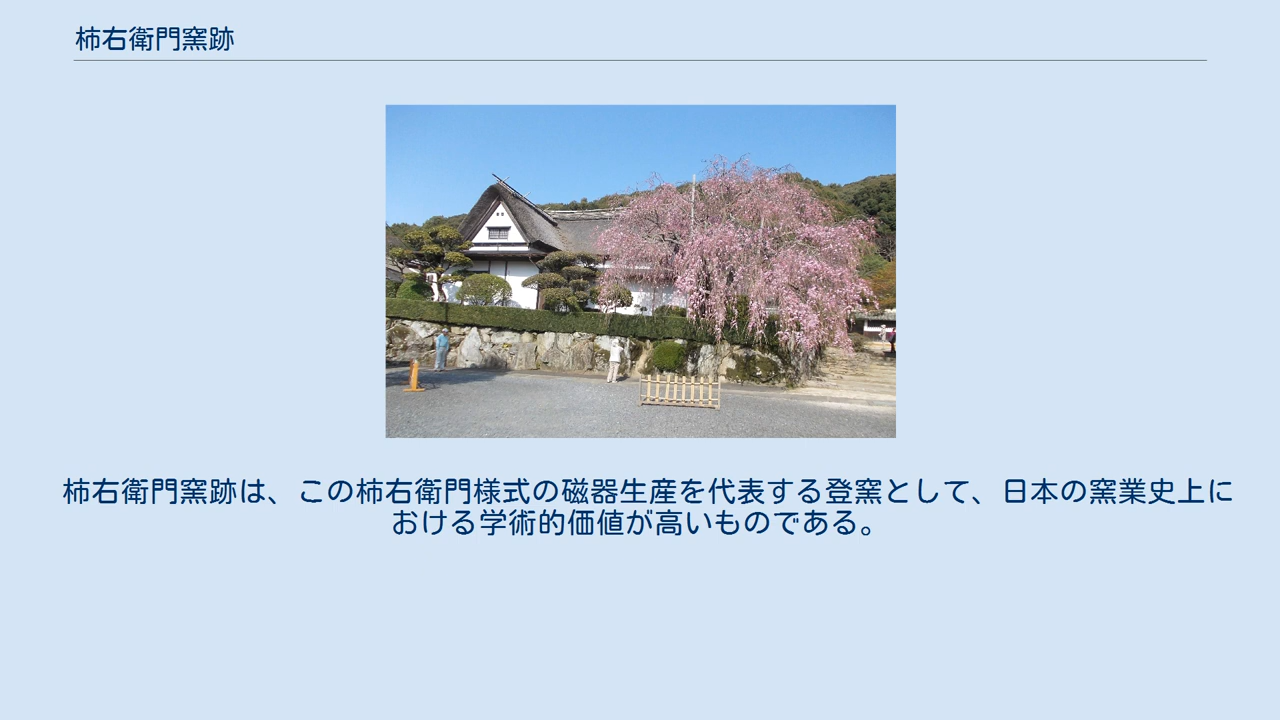 柿右衛門窯跡
柿右衛門窯跡は、この柿右衛門様式の磁器生産を代表する登窯として、日本の窯業史上に
おける学術的価値が高いものである。